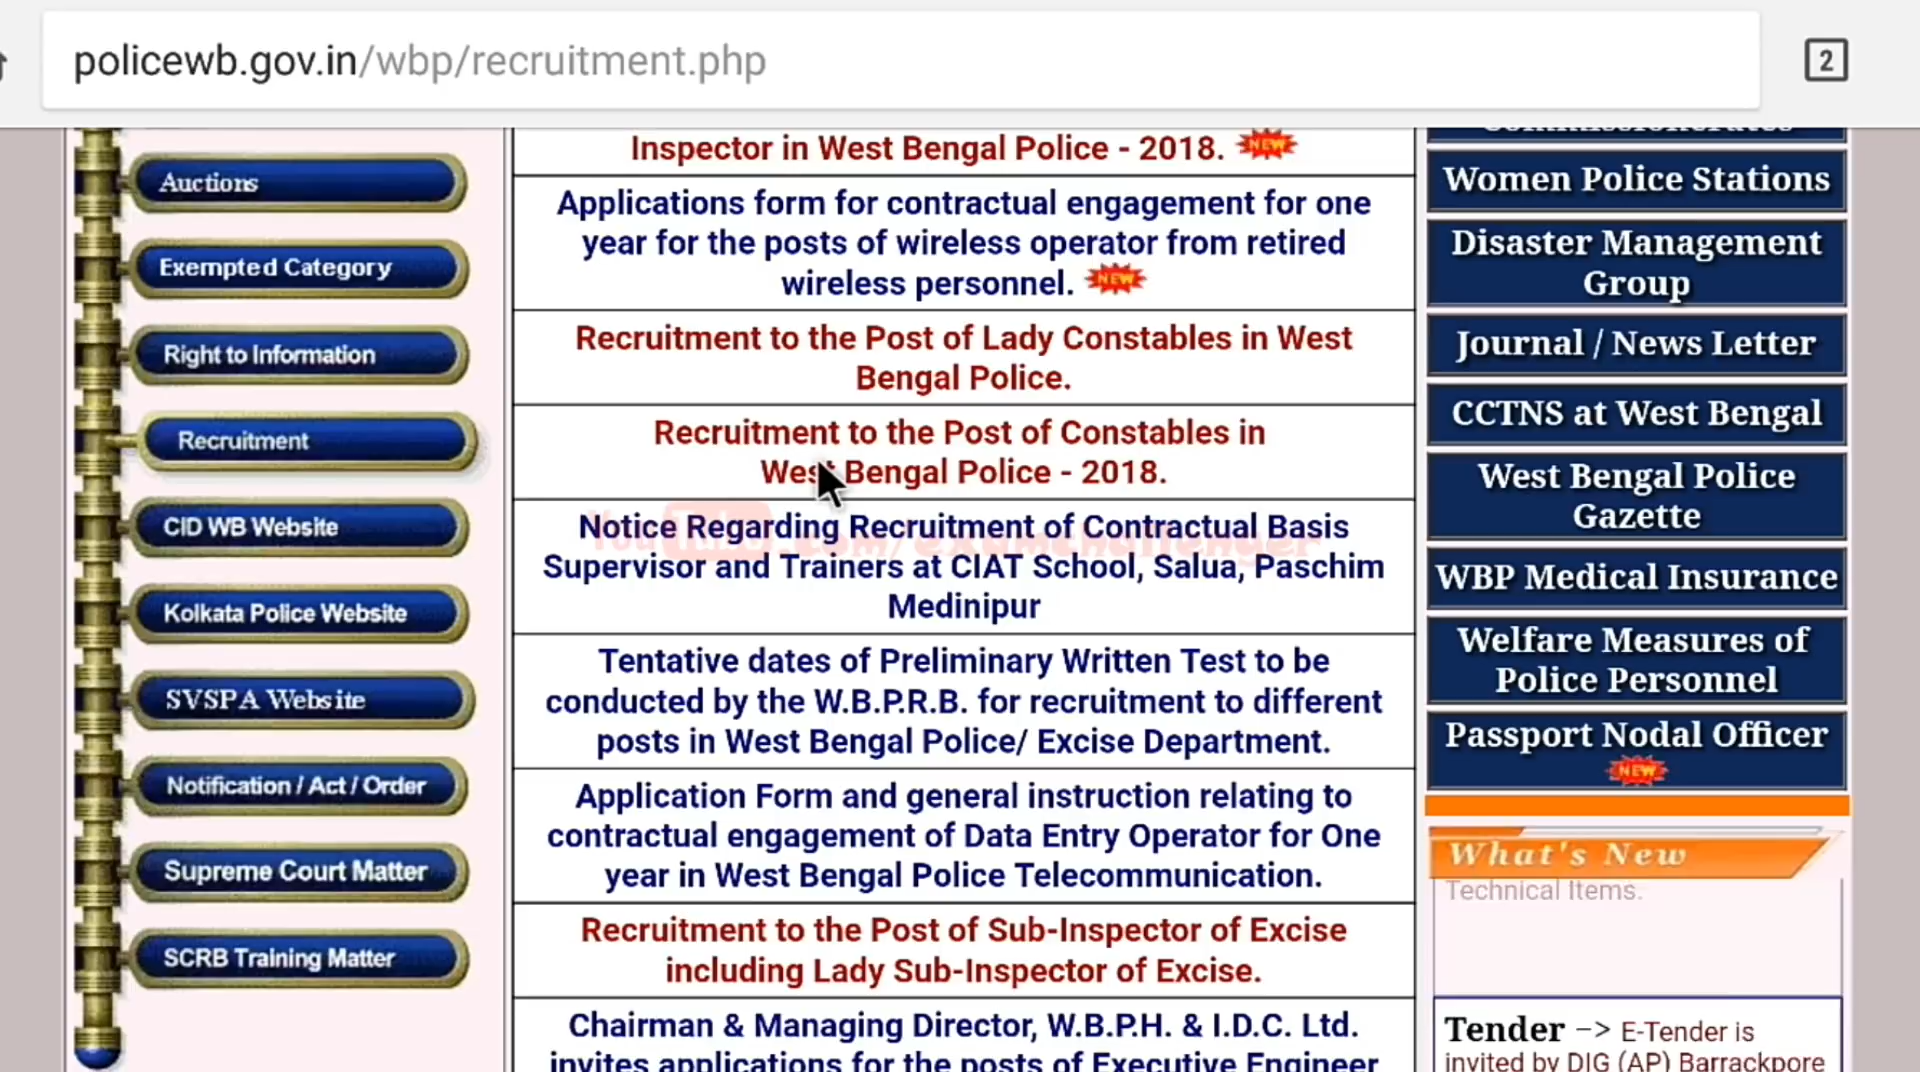 policewb.gov.in/wbp/recruitment.php
2
Auctions
Exempted Category
Right to Information
Recruitment
CID WB Website
Kolkata Police Website
SVSPA Website
Notification / Act / Order
Supreme Court Matter
SCRB Training Matter
Inspector in West Bengal Police - 2018. NEW
Applications form for contractual engagement for one
year for the posts of wireless operator from retired
wireless personnel. NEW
Recruitment to the Post of Lady Constables in West
Bengal Police.
Recruitment to the Post of Constables in
West Bengal Police - 2018.
YouTube.com/examchallenger
Notice Regarding Recruitment of Contractual Basis
Supervisor and Trainers at CIAT School, Salua, Paschim
Medinipur
Tentative dates of Preliminary Written Test to be
conducted by the W.B.P.R.B. for recruitment to different
posts in West Bengal Police/ Excise Department.
Application Form and general instruction relating to
contractual engagement of Data Entry Operator for One
year in West Bengal Police Telecommunication.
Recruitment to the Post of Sub-Inspector of Excise
including Lady Sub-Inspector of Excise.
Chairman & Managing Director, W.B.P.H. & I.D.C. Ltd.
invites applications for the posts of Executive Engineer
Commissionerates
Women Police Stations
Disaster Management
Group
Journal / News Letter
CCTNS at West Bengal
West Bengal Police
Gazette
WBP Medical Insurance
Welfare Measures of
Police Personnel
Passport Nodal Officer
NEW
What's New
Technical Items.
Tender -> E-Tender is
invited by DIG (AP) Barrackpore